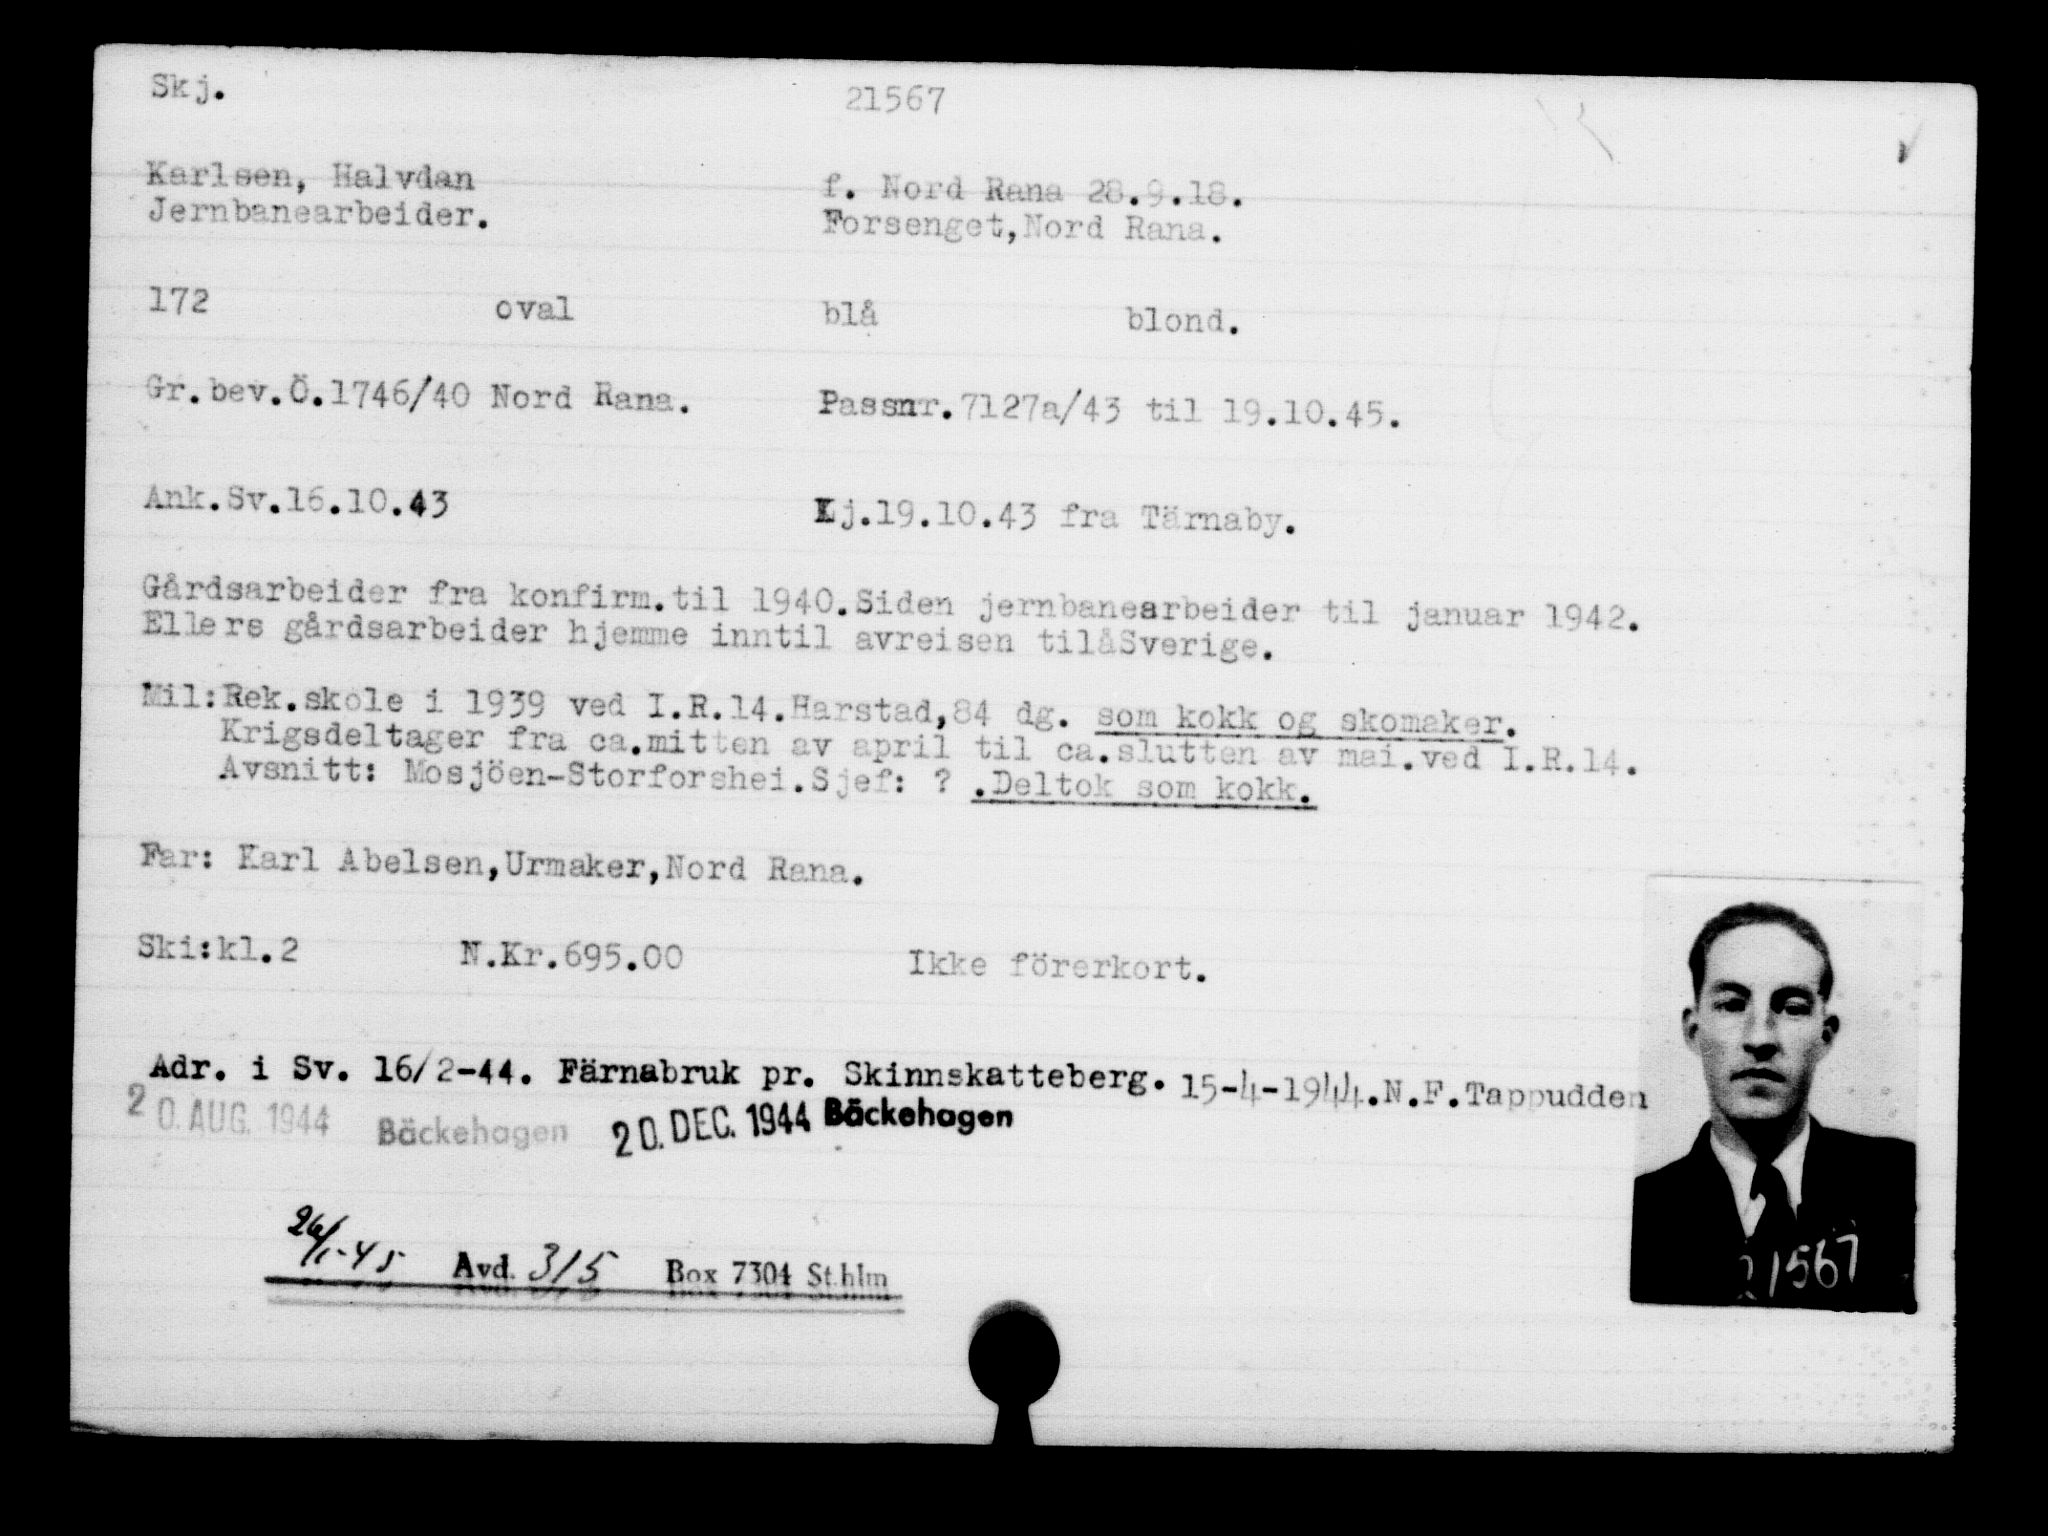 Skj. 21567
Karlsen, Halvdan f. Nord Rana 28.9.18.
Jernbanearbeider. Forsenget,Nord Rana.
172 oval blå blond.
Gr.bev.Ö.1746/40 Nord Rana. Passnr.7127a/43 til 19.10.45.
Ank.Sv.16.10.43 Kj.19.10.43 fra Tärnaby.
Gårdsarbeider fra konfirm.til 1940.Siden jernbanearbeider til januar 1942.
Ellers gårdsarbeider hjemme inntil avreisen tilåSverige.
Mil:Rek.skole i 1939 ved I.R.14.Harstad,84 dg. som kokk og skomaker.
Krigsdeltager fra ca.mitten av april til ca.slutten av mai.ved I.R.14.
Avsnitt: Mosjöen-Storforshei.Sjef: ? .Deltok som kokk.
Far: Karl Abelsen,Urmaker,Nord Rana.
Ski:kl.2 N.Kr.695.00 Ikke förerkort.
Adr. i Sv. 16/2-44. Färnabruk pr. Skinnskatteberg. 15-4-1944.N.F.Tappudden
20. AUG. 1944 Bäckehagen 20. DEC. 1944 Bäckehagen
26/1-45 Avd. 315 Box 7304 St.hlm
21567